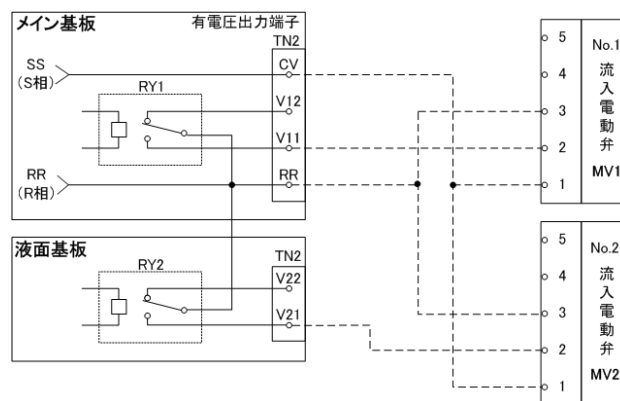 メイン基板
有電圧出力端子
TN2
SS
(S相)
CV
RY1
V12
V11
RR
(R相)
RR
液面基板
TN2
RY2
V22
V21
5
4
3
2
1
No.1
流入電動弁
MV1
5
4
3
2
1
No.2
流入電動弁
MV2